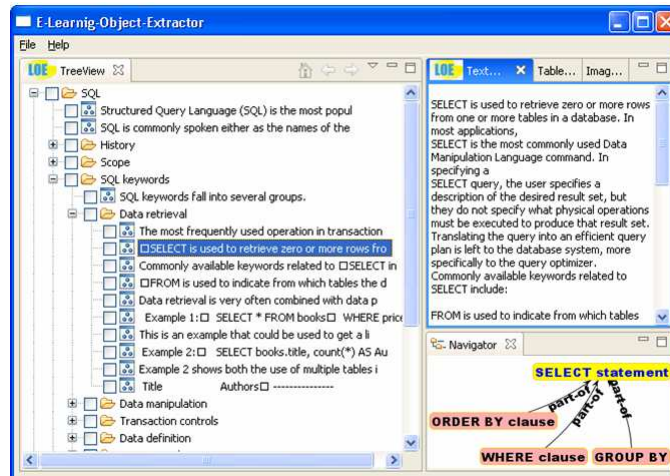 E-Learnig-Object-Extractor
File Help
LOE TreeView
SQL
Structured Query Language (SQL) is the most popul
SQL is commonly spoken either as the names of the
History
Scope
SQL keywords
SQL keywords fall into several groups.
Data retrieval
The most frequently used operation in transaction
□SELECT is used to retrieve zero or more rows fro
Commonly available keywords related to □SELECT in
□FROM is used to indicate from which tables the d
Data retrieval is very often combined with data p
Example 1:□ SELECT * FROM books□ WHERE price
This is an example that could be used to get a li
Example 2:□ SELECT books.title, count(*) AS Au
Example 2 shows both the use of multiple tables i
Title Authors□ ---------------
Data manipulation
Transaction controls
Data definition
LOE Text... Table... Imag...
SELECT is used to retrieve zero or more rows
from one or more tables in a database. In
most applications,
SELECT is the most commonly used Data
Manipulation Language command. In
specifying a
SELECT query, the user specifies a
description of the desired result set, but
they do not specify what physical operations
must be executed to produce that result set.
Translating the query into an efficient query
plan is left to the database system, more
specifically to the query optimizer.
Commonly available keywords related to
SELECT include:
FROM is used to indicate from which tables
Navigator
SELECT statement
part-of
part-of
part-of
ORDER BY clause
WHERE clause
GROUP BY